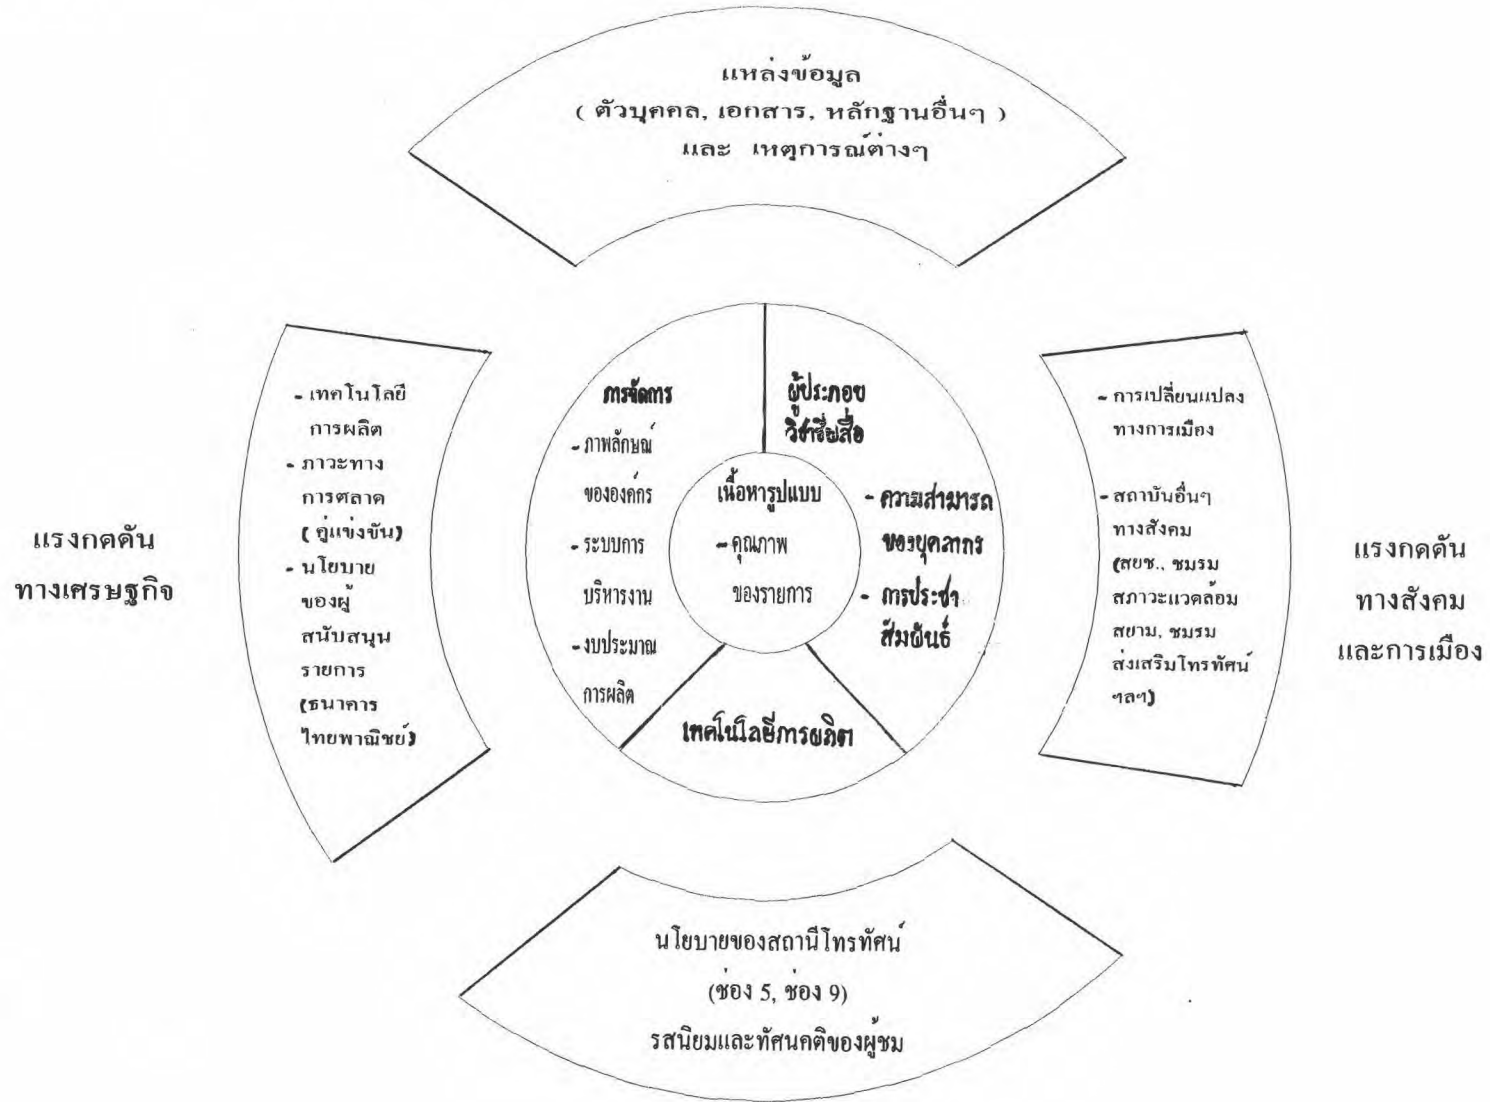 แหล่งข้อมูล
( ตัวบุคคล, เอกสาร, หลักฐานอื่นๆ )
และ เหตุการณ์ต่างๆ
แรงกดดัน
ทางเศรษฐกิจ
- เทคโนโลยี
การผลิต
- ภาวะทาง
การตลาด
( คู่แข่งขัน)
- นโยบาย
ของผู้
สนับสนุน
รายการ
(ธนาคาร
ไทยพาณิชย์)
การจัดการ
- ภาพลักษณ์
ขององค์กร
- ระบบการ
บริหารงาน
- งบประมาณ
การผลิต
ผู้ประกอบ
วิชาชีพสื่อ
- ความสามารถ
ของบุคลากร
- การประชา
สัมพันธ์
เนื้อหารูปแบบ
- คุณภาพ
ของรายการ
เทคโนโลยีการผลิต
- การเปลี่ยนแปลง
ทางการเมือง
- สถาบันอื่นๆ
ทางสังคม
(สยช., ชมรม
สภาวะแวดล้อม
สยาม, ชมรม
ส่งเสริมโทรทัศน์
ฯลฯ)
แรงกดดัน
ทางสังคม
และการเมือง
นโยบายของสถานีโทรทัศน์
(ช่อง 5, ช่อง 9)
รสนิยมและทัศนคติของผู้ชม